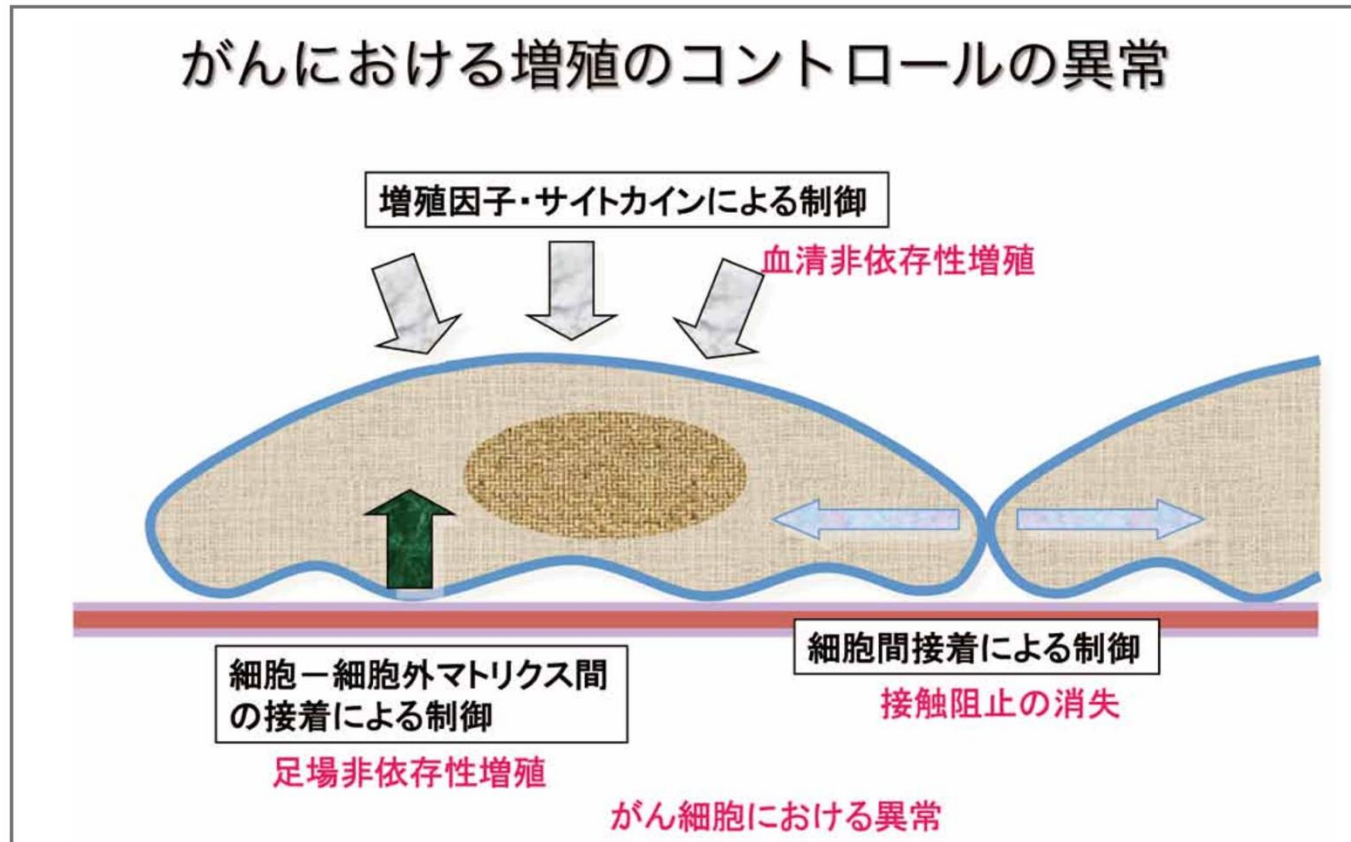 がんにおける増殖のコントロールの異常
増殖因子・サイトカインによる制御
血清非依存性増殖
細胞－細胞外マトリクス間
の接着による制御
足場非依存性増殖
細胞間接着による制御
接触阻止の消失
がん細胞における異常